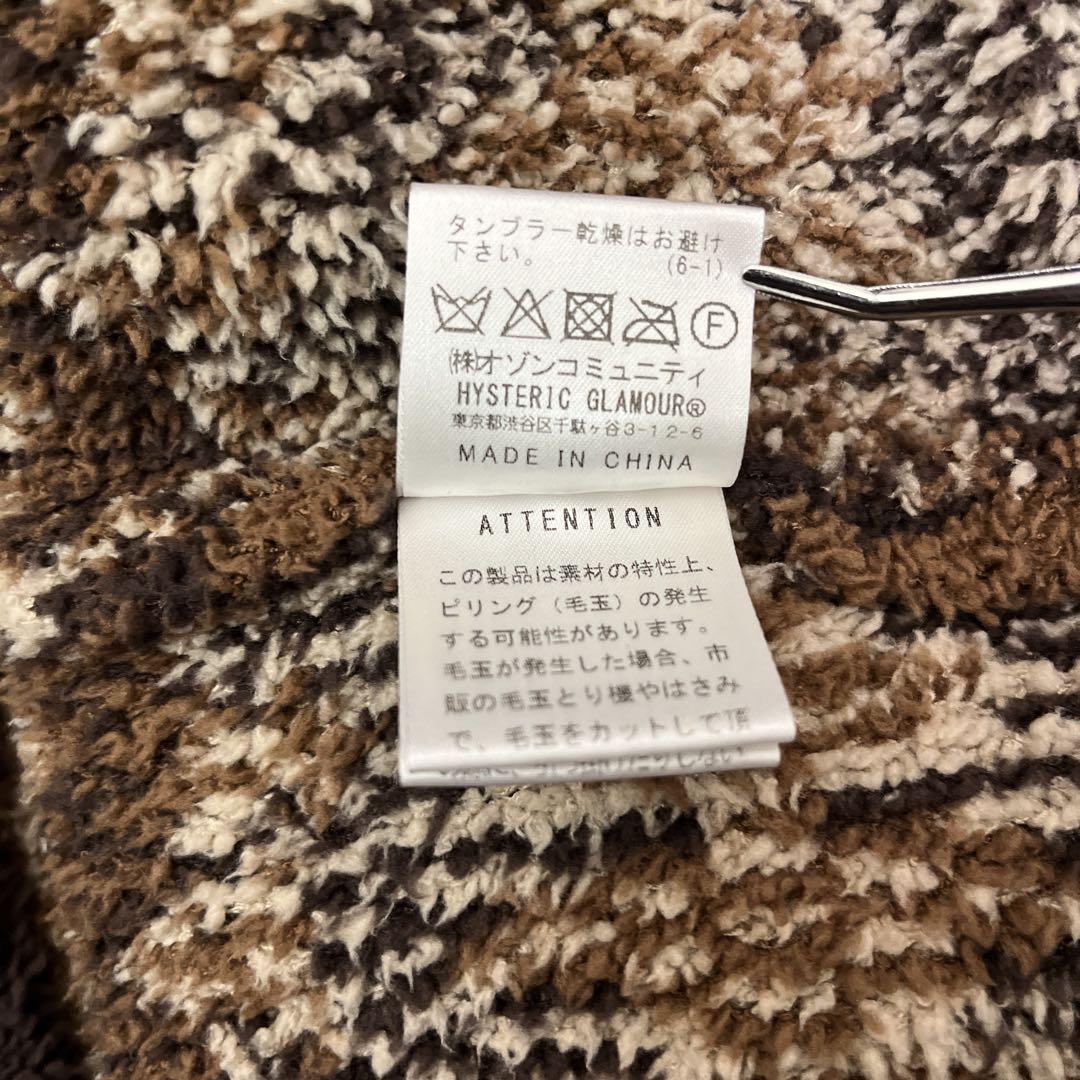 タンブラー乾燥はお避け
下さい。 (6-1)
F
㈱オゾンコミュニティ
HYSTERIC GLAMOUR®
東京都渋谷区千駄ヶ谷3-12-6
MADE IN CHINA
ATTENTION
この製品は素材の特性上、
ピリング（毛玉）の発生
する可能性があります。
毛玉が発生した場合、市
販の毛玉とり機やはさみ
で、毛玉をカットして頂